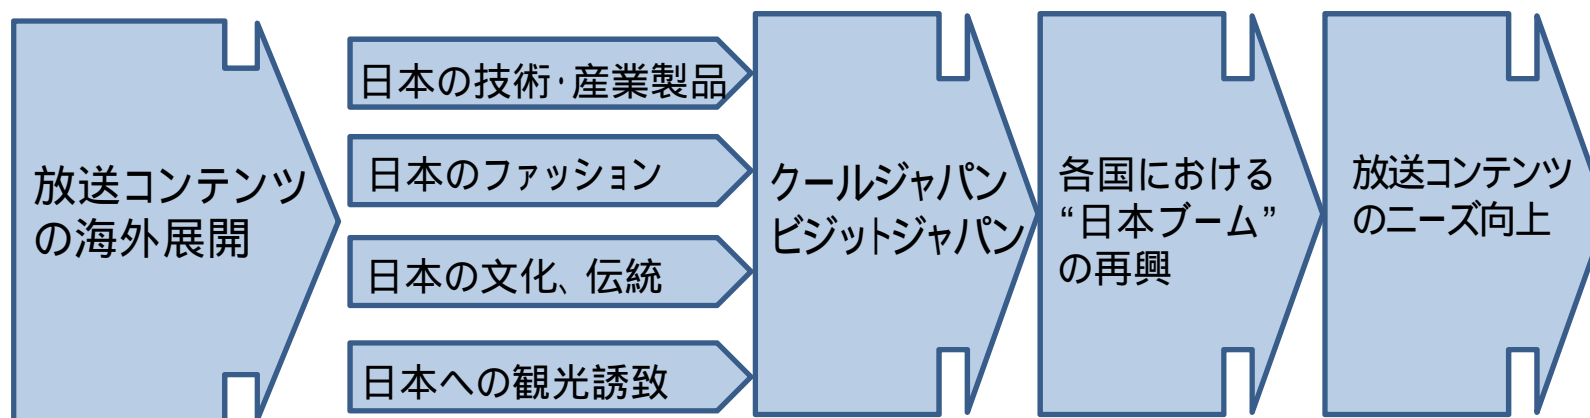 放送コンテンツ
の海外展開
日本の技術・産業製品
日本のファッション
日本の文化、伝統
日本への観光誘致
クールジャパン
ビジットジャパン
各国における
“日本ブーム”
の再興
放送コンテンツ
のニーズ向上